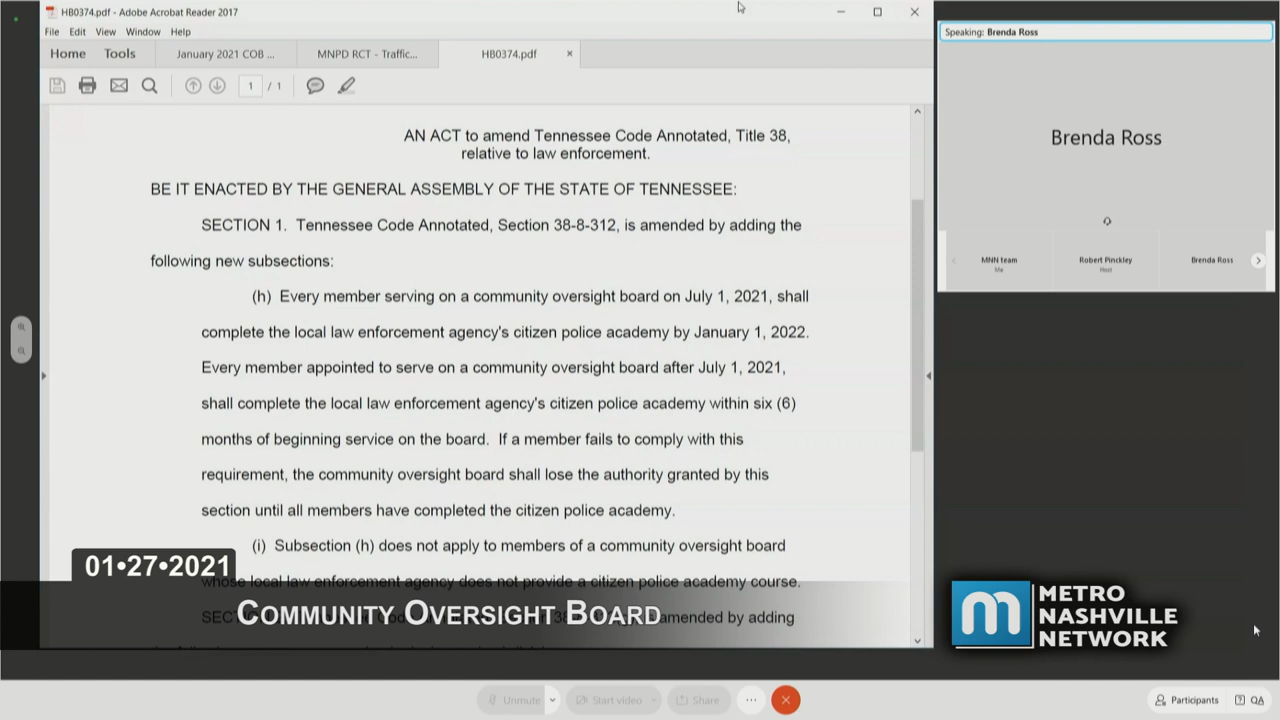 HB0374.pdf - Adobe Acrobat Reader 2017
File Edit View Window Help
Home Tools January 2021 COB ... MNPD RCT - Traffic... HB0374.pdf ×
1 / 1
AN ACT to amend Tennessee Code Annotated, Title 38,
relative to law enforcement.
BE IT ENACTED BY THE GENERAL ASSEMBLY OF THE STATE OF TENNESSEE:
SECTION 1. Tennessee Code Annotated, Section 38-8-312, is amended by adding the
following new subsections:
(h) Every member serving on a community oversight board on July 1, 2021, shall
complete the local law enforcement agency's citizen police academy by January 1, 2022.
Every member appointed to serve on a community oversight board after July 1, 2021,
shall complete the local law enforcement agency's citizen police academy within six (6)
months of beginning service on the board. If a member fails to comply with this
requirement, the community oversight board shall lose the authority granted by this
section until all members have completed the citizen police academy.
(i) Subsection (h) does not apply to members of a community oversight board
whose local law enforcement agency does not provide a citizen police academy course.
amended by adding
01•27•2021
COMMUNITY OVERSIGHT BOARD
Speaking: Brenda Ross
Brenda Ross
MNN team
Me
Robert Pinckley
Host
Brenda Ross
METRO
NASHVILLE
NETWORK
Unmute Start video Share ...
Participants QA